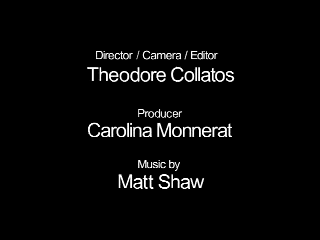 Director / Camera / Editor
Theodore Collatos
Producer
Carolina Monnerat
Music by
Matt Shaw